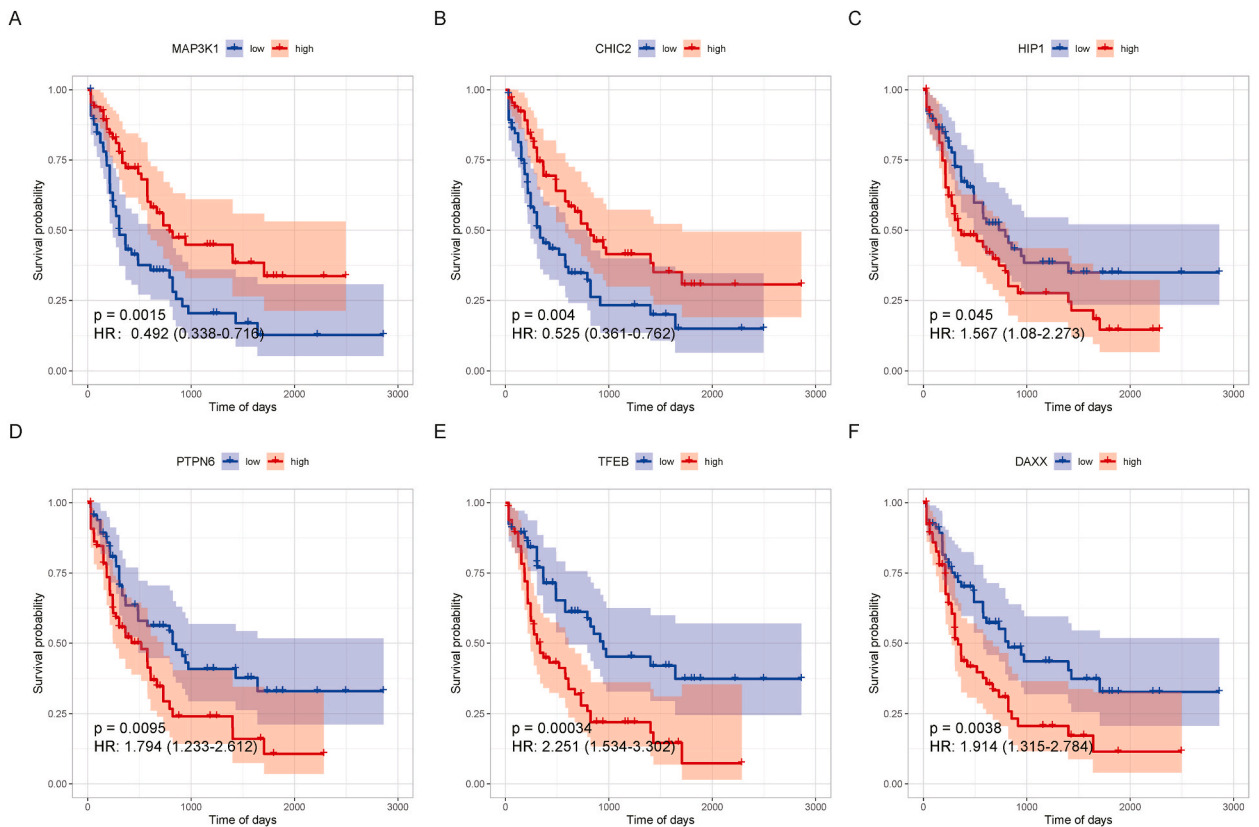 A
MAP3K1 low high
Survival probability
1.00
0.75
0.50
0.25
0.00
p = 0.0015
HR: 0.492 (0.338-0.716)
0 1000 2000 3000
Time of days
B
CHIC2 low high
Survival probability
1.00
0.75
0.50
0.25
0.00
p = 0.004
HR: 0.525 (0.361-0.762)
0 1000 2000 3000
Time of days
C
HIP1 low high
Survival probability
1.00
0.75
0.50
0.25
0.00
p = 0.045
HR: 1.567 (1.08-2.273)
0 1000 2000 3000
Time of days
D
PTPN6 low high
Survival probability
1.00
0.75
0.50
0.25
0.00
p = 0.0095
HR: 1.794 (1.233-2.612)
0 1000 2000 3000
Time of days
E
TFEB low high
Survival probability
1.00
0.75
0.50
0.25
0.00
p = 0.00034
HR: 2.251 (1.534-3.302)
0 1000 2000 3000
Time of days
F
DAXX low high
Survival probability
1.00
0.75
0.50
0.25
0.00
p = 0.0038
HR: 1.914 (1.315-2.784)
0 1000 2000 3000
Time of days